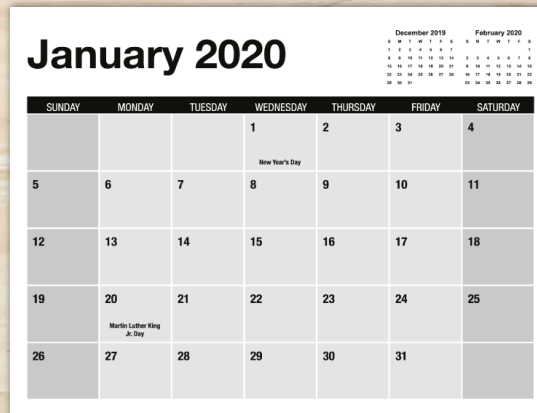 January 2020
December 2019
S M T W T F S
1 2 3 4 5 6 7
8 9 10 11 12 13 14
15 16 17 18 19 20 21
22 23 24 25 26 27 28
29 30 31
February 2020
S M T W T F S
1
2 3 4 5 6 7 8
9 10 11 12 13 14 15
16 17 18 19 20 21 22
23 24 25 26 27 28 29
SUNDAY MONDAY TUESDAY WEDNESDAY THURSDAY FRIDAY SATURDAY
1 2 3 4
New Year's Day
5 6 7 8 9 10 11
12 13 14 15 16 17 18
19 20 21 22 23 24 25
Martin Luther King
Jr. Day
26 27 28 29 30 31